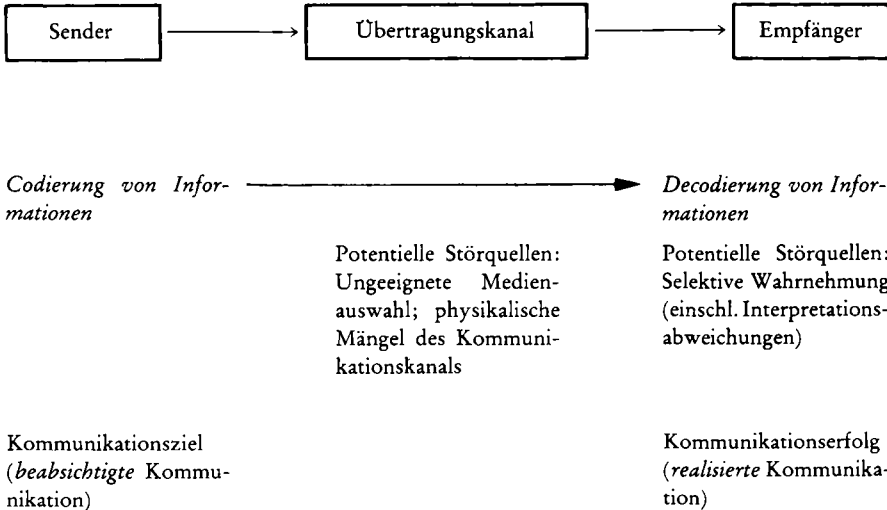 Sender
Übertragungskanal
Empfänger
Codierung von Infor-
mationen
Decodierung von Infor-
mationen
Potentielle Störquellen:
Ungeeignete Medien-
auswahl; physikalische
Mängel des Kommuni-
kationskanals
Potentielle Störquellen:
Selektive Wahrnehmung
(einschl. Interpretations-
abweichungen)
Kommunikationsziel
(beabsichtigte Kommu-
nikation)
Kommunikationserfolg
(realisierte Kommunika-
tion)